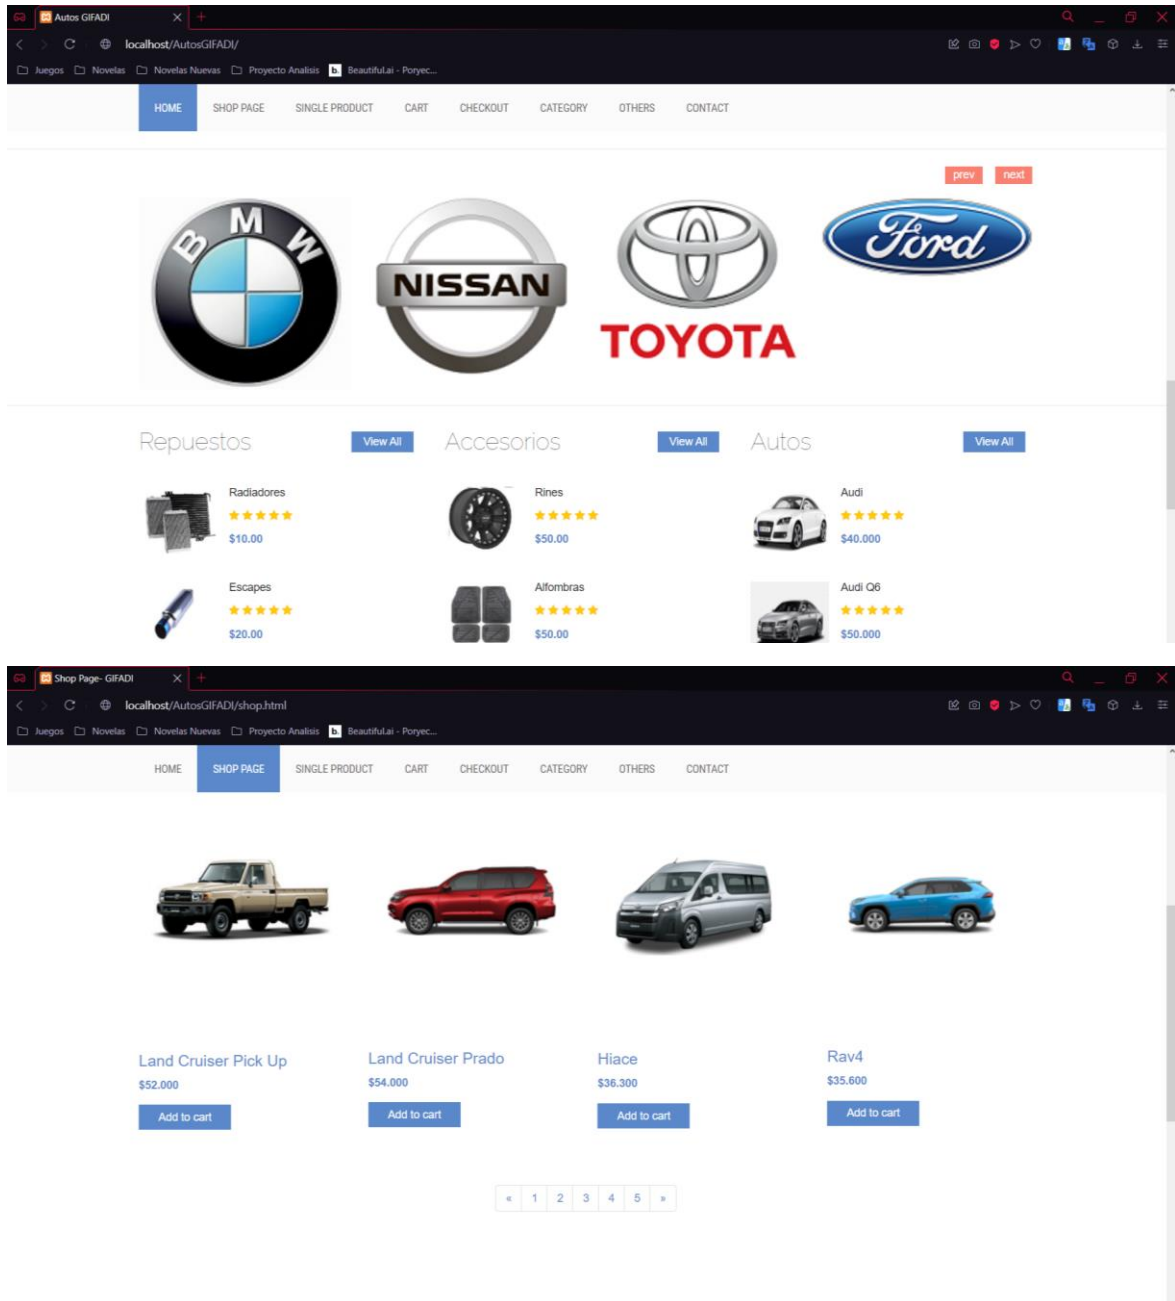 Autos GIFADI
localhost/AutosGIFADI/
Juegos Novelas Novelas Nuevas Proyecto Analisis b. Beautiful.ai - Poryec...
HOME SHOP PAGE SINGLE PRODUCT CART CHECKOUT CATEGORY OTHERS CONTACT
prev next
BMW NISSAN TOYOTA Ford
Repuestos View All Accesorios View All Autos View All
Radiadores Rines Audi
$10.00 $50.00 $40.000
Escapes Alfombras Audi Q6
$20.00 $50.00 $50.000
Shop Page- GIFADI
localhost/AutosGIFADI/shop.html
Juegos Novelas Novelas Nuevas Proyecto Analisis b. Beautiful.ai - Poryec...
HOME SHOP PAGE SINGLE PRODUCT CART CHECKOUT CATEGORY OTHERS CONTACT
Land Cruiser Pick Up Land Cruiser Prado Hiace Rav4
$52.000 $54.000 $36.300 $35.600
Add to cart Add to cart Add to cart Add to cart
« 1 2 3 4 5 »